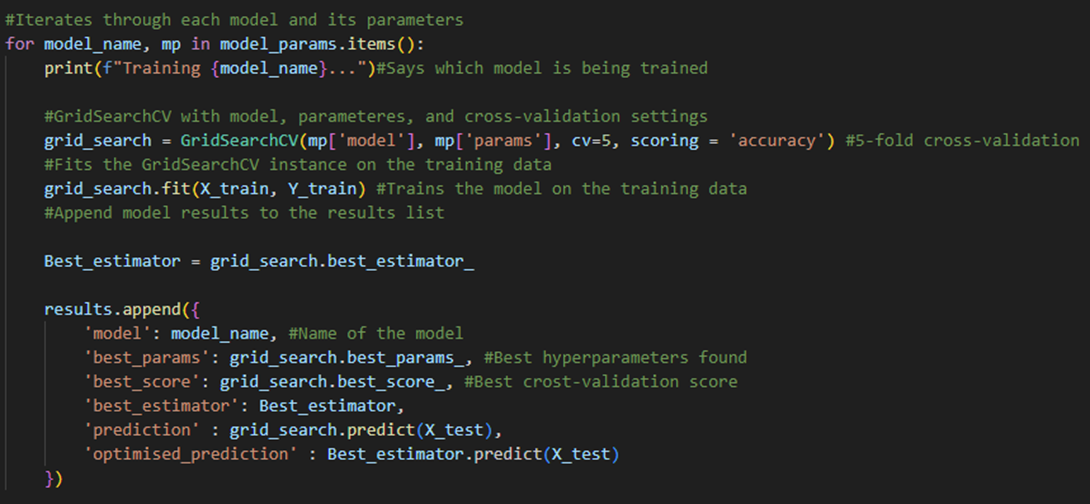 #Iterates through each model and its parameters
for model_name, mp in model_params.items():
    print(f"Training {model_name}...")#Says which model is being trained
    #GridSearchCV with model, parameteres, and cross-validation settings
    grid_search = GridSearchCV(mp['model'], mp['params'], cv=5, scoring = 'accuracy') #5-fold cross-validation
    #Fits the GridSearchCV instance on the training data
    grid_search.fit(X_train, Y_train) #Trains the model on the training data
    #Append model results to the results list
    Best_estimator = grid_search.best_estimator_
    results.append({
        'model': model_name, #Name of the model
        'best_params': grid_search.best_params_, #Best hyperparameters found
        'best_score': grid_search.best_score_, #Best crost-validation score
        'best_estimator': Best_estimator,
        'prediction' : grid_search.predict(X_test),
        'optimised_prediction' : Best_estimator.predict(X_test)
    })